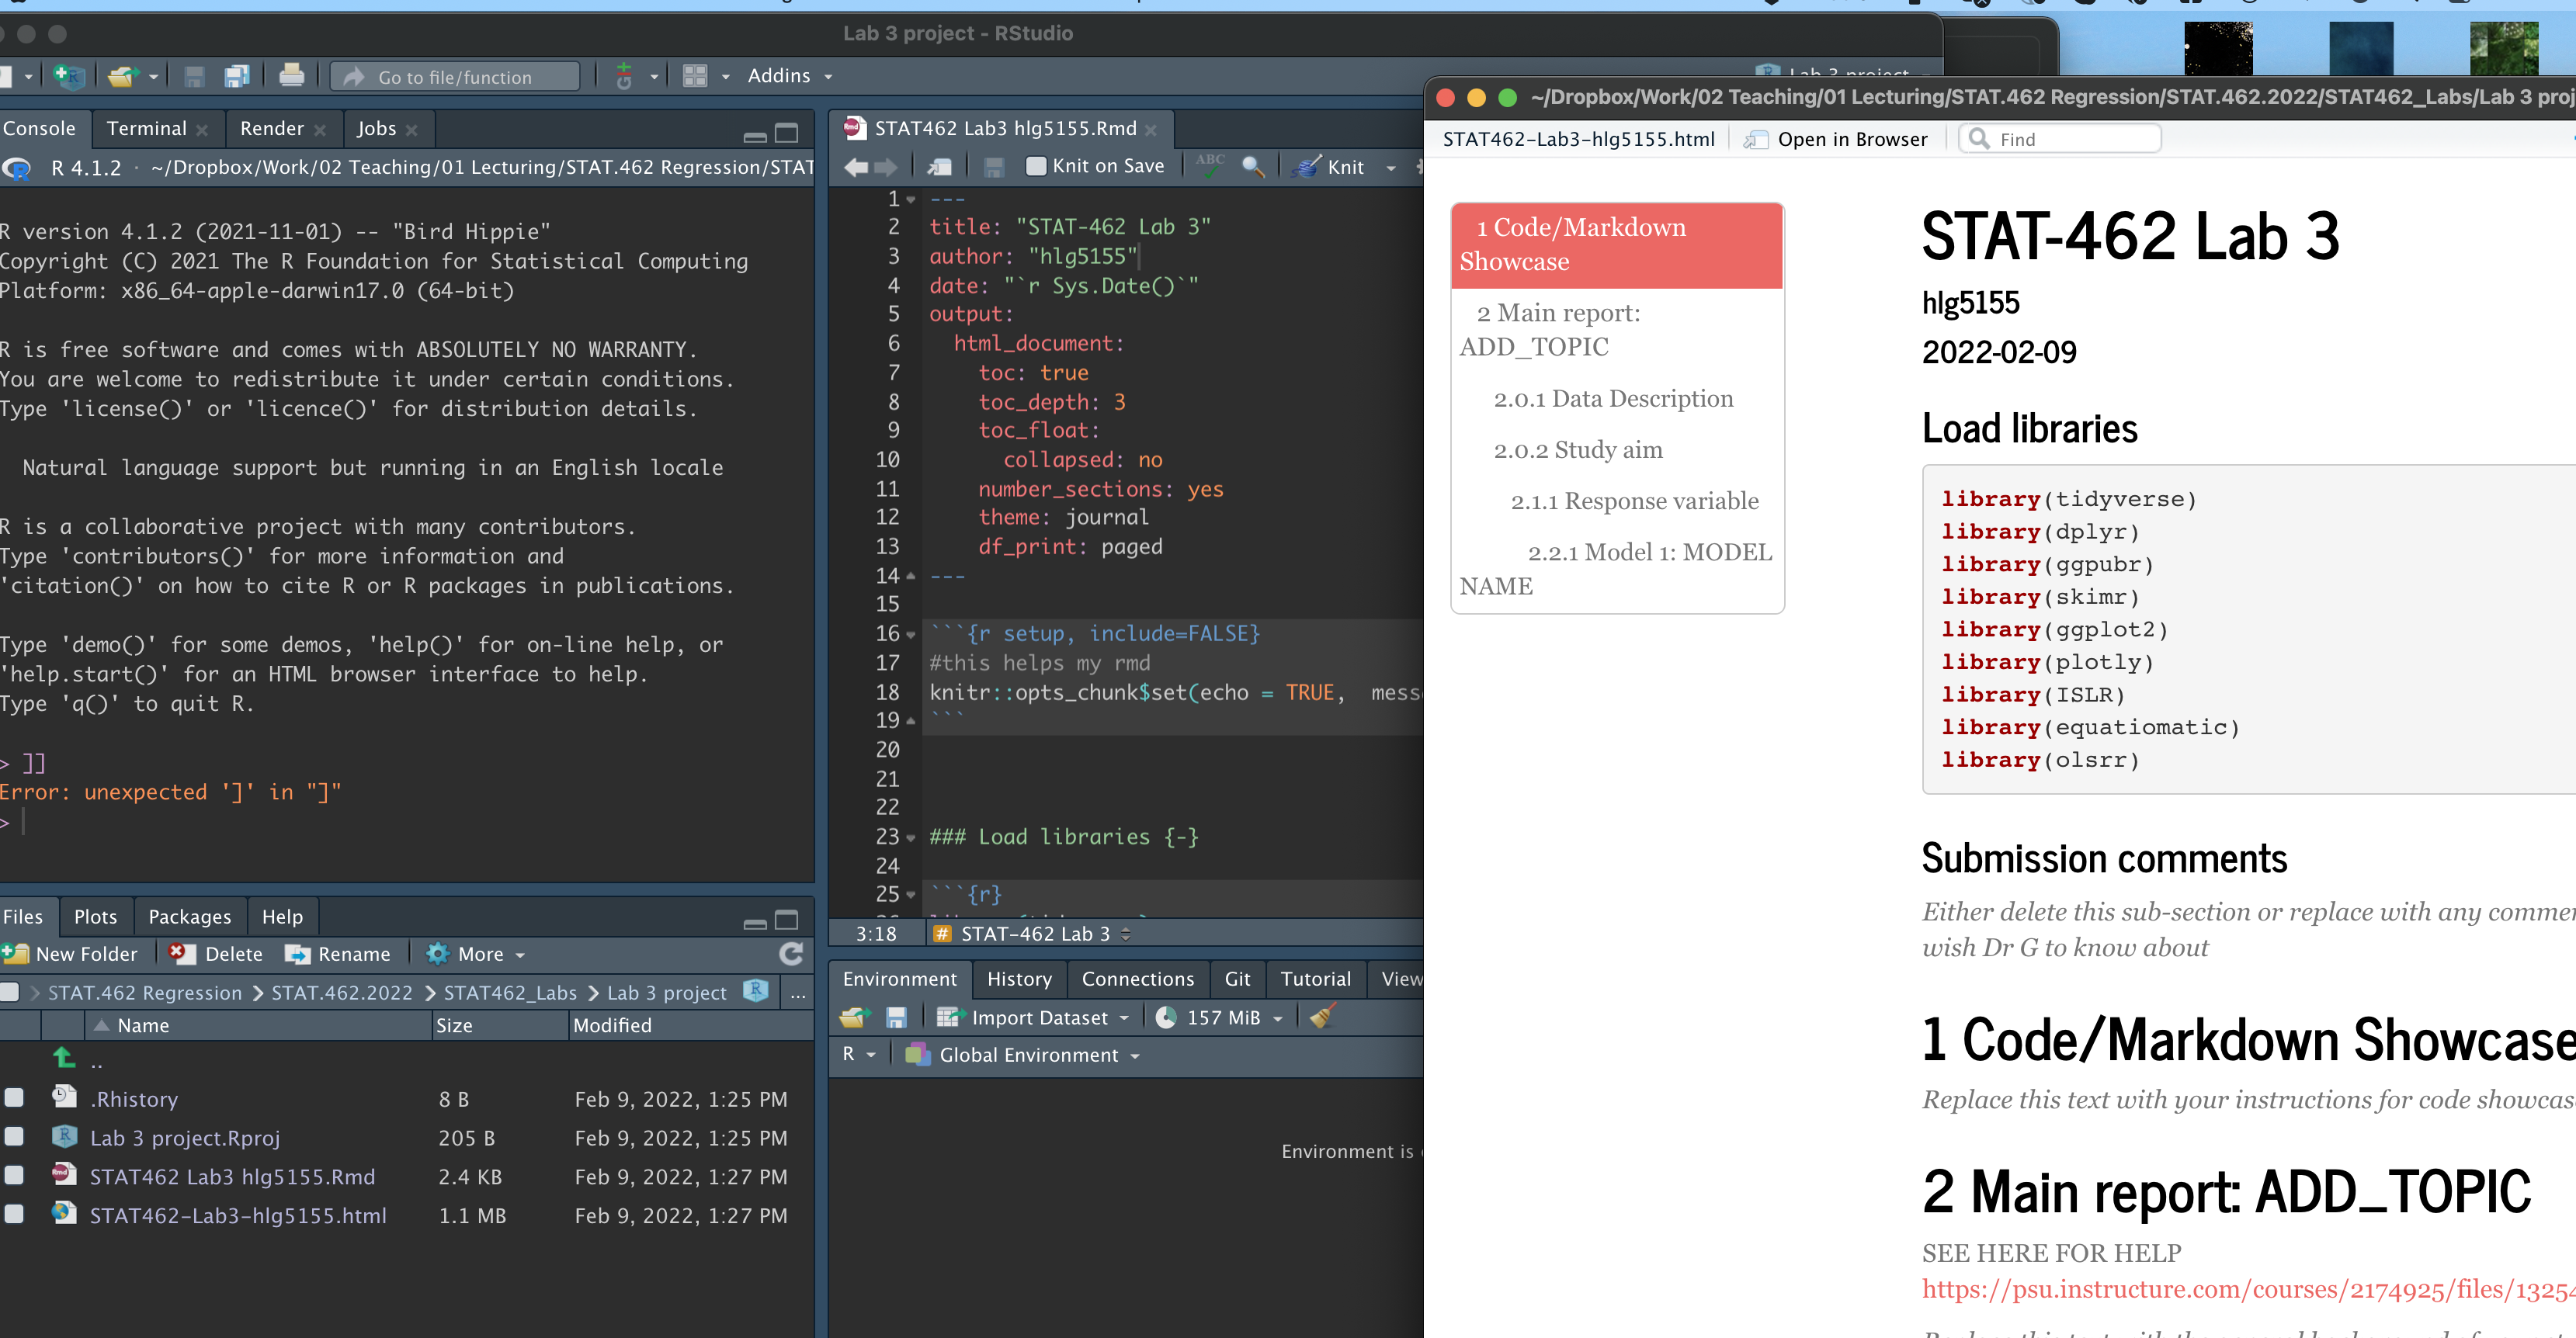 Lab 3 project - RStudio
Go to file/function
Addins
Lab 3 project
Console
Terminal
Render
Jobs
R 4.1.2 · ~/Dropbox/Work/02 Teaching/01 Lecturing/STAT.462 Regression/STAT
R version 4.1.2 (2021-11-01) -- "Bird Hippie"
Copyright (C) 2021 The R Foundation for Statistical Computing
Platform: x86_64-apple-darwin17.0 (64-bit)
R is free software and comes with ABSOLUTELY NO WARRANTY.
You are welcome to redistribute it under certain conditions.
Type 'license()' or 'licence()' for distribution details.
Natural language support but running in an English locale
R is a collaborative project with many contributors.
Type 'contributors()' for more information and
'citation()' on how to cite R or R packages in publications.
Type 'demo()' for some demos, 'help()' for on-line help, or
'help.start()' for an HTML browser interface to help.
Type 'q()' to quit R.
> ]]
Error: unexpected ']' in "]"
>
Files
Plots
Packages
Help
New Folder
Delete
Rename
More
STAT.462 Regression
STAT.462.2022
STAT462_Labs
Lab 3 project
...
Name
Size
Modified
..
.Rhistory 8 B Feb 9, 2022, 1:25 PM
Lab 3 project.Rproj 205 B Feb 9, 2022, 1:25 PM
STAT462 Lab3 hlg5155.Rmd 2.4 KB Feb 9, 2022, 1:27 PM
STAT462-Lab3-hlg5155.html 1.1 MB Feb 9, 2022, 1:27 PM
STAT462 Lab3 hlg5155.Rmd
Knit on Save
ABC
Knit
1 ---
2 title: "STAT-462 Lab 3"
3 author: "hlg5155"
4 date: "`r Sys.Date()`"
5 output:
6 html_document:
7 toc: true
8 toc_depth: 3
9 toc_float:
10 collapsed: no
11 number_sections: yes
12 theme: journal
13 df_print: paged
14 ---
15
16 ```{r setup, include=FALSE}
17 #this helps my rmd
18 knitr::opts_chunk$set(echo = TRUE, mess
19 ```
20
21
22
23 ### Load libraries {-}
24
25 ```{r}
3:18
STAT-462 Lab 3
Environment
History
Connections
Git
Tutorial
View
Import Dataset
157 MiB
R
Global Environment
Environment is
~/Dropbox/Work/02 Teaching/01 Lecturing/STAT.462 Regression/STAT.462.2022/STAT462_Labs/Lab 3 proj
STAT462-Lab3-hlg5155.html
Open in Browser
Find
1 Code/Markdown
Showcase
2 Main report:
ADD_TOPIC
2.0.1 Data Description
2.0.2 Study aim
2.1.1 Response variable
2.2.1 Model 1: MODEL
NAME
STAT-462 Lab 3
hlg5155
2022-02-09
Load libraries
library(tidyverse)
library(dplyr)
library(ggpubr)
library(skimr)
library(ggplot2)
library(plotly)
library(ISLR)
library(equatiomatic)
library(olsrr)
Submission comments
Either delete this sub-section or replace with any commen
wish Dr G to know about
1 Code/Markdown Showcase
Replace this text with your instructions for code showcas
2 Main report: ADD_TOPIC
SEE HERE FOR HELP
https://psu.instructure.com/courses/2174925/files/13254